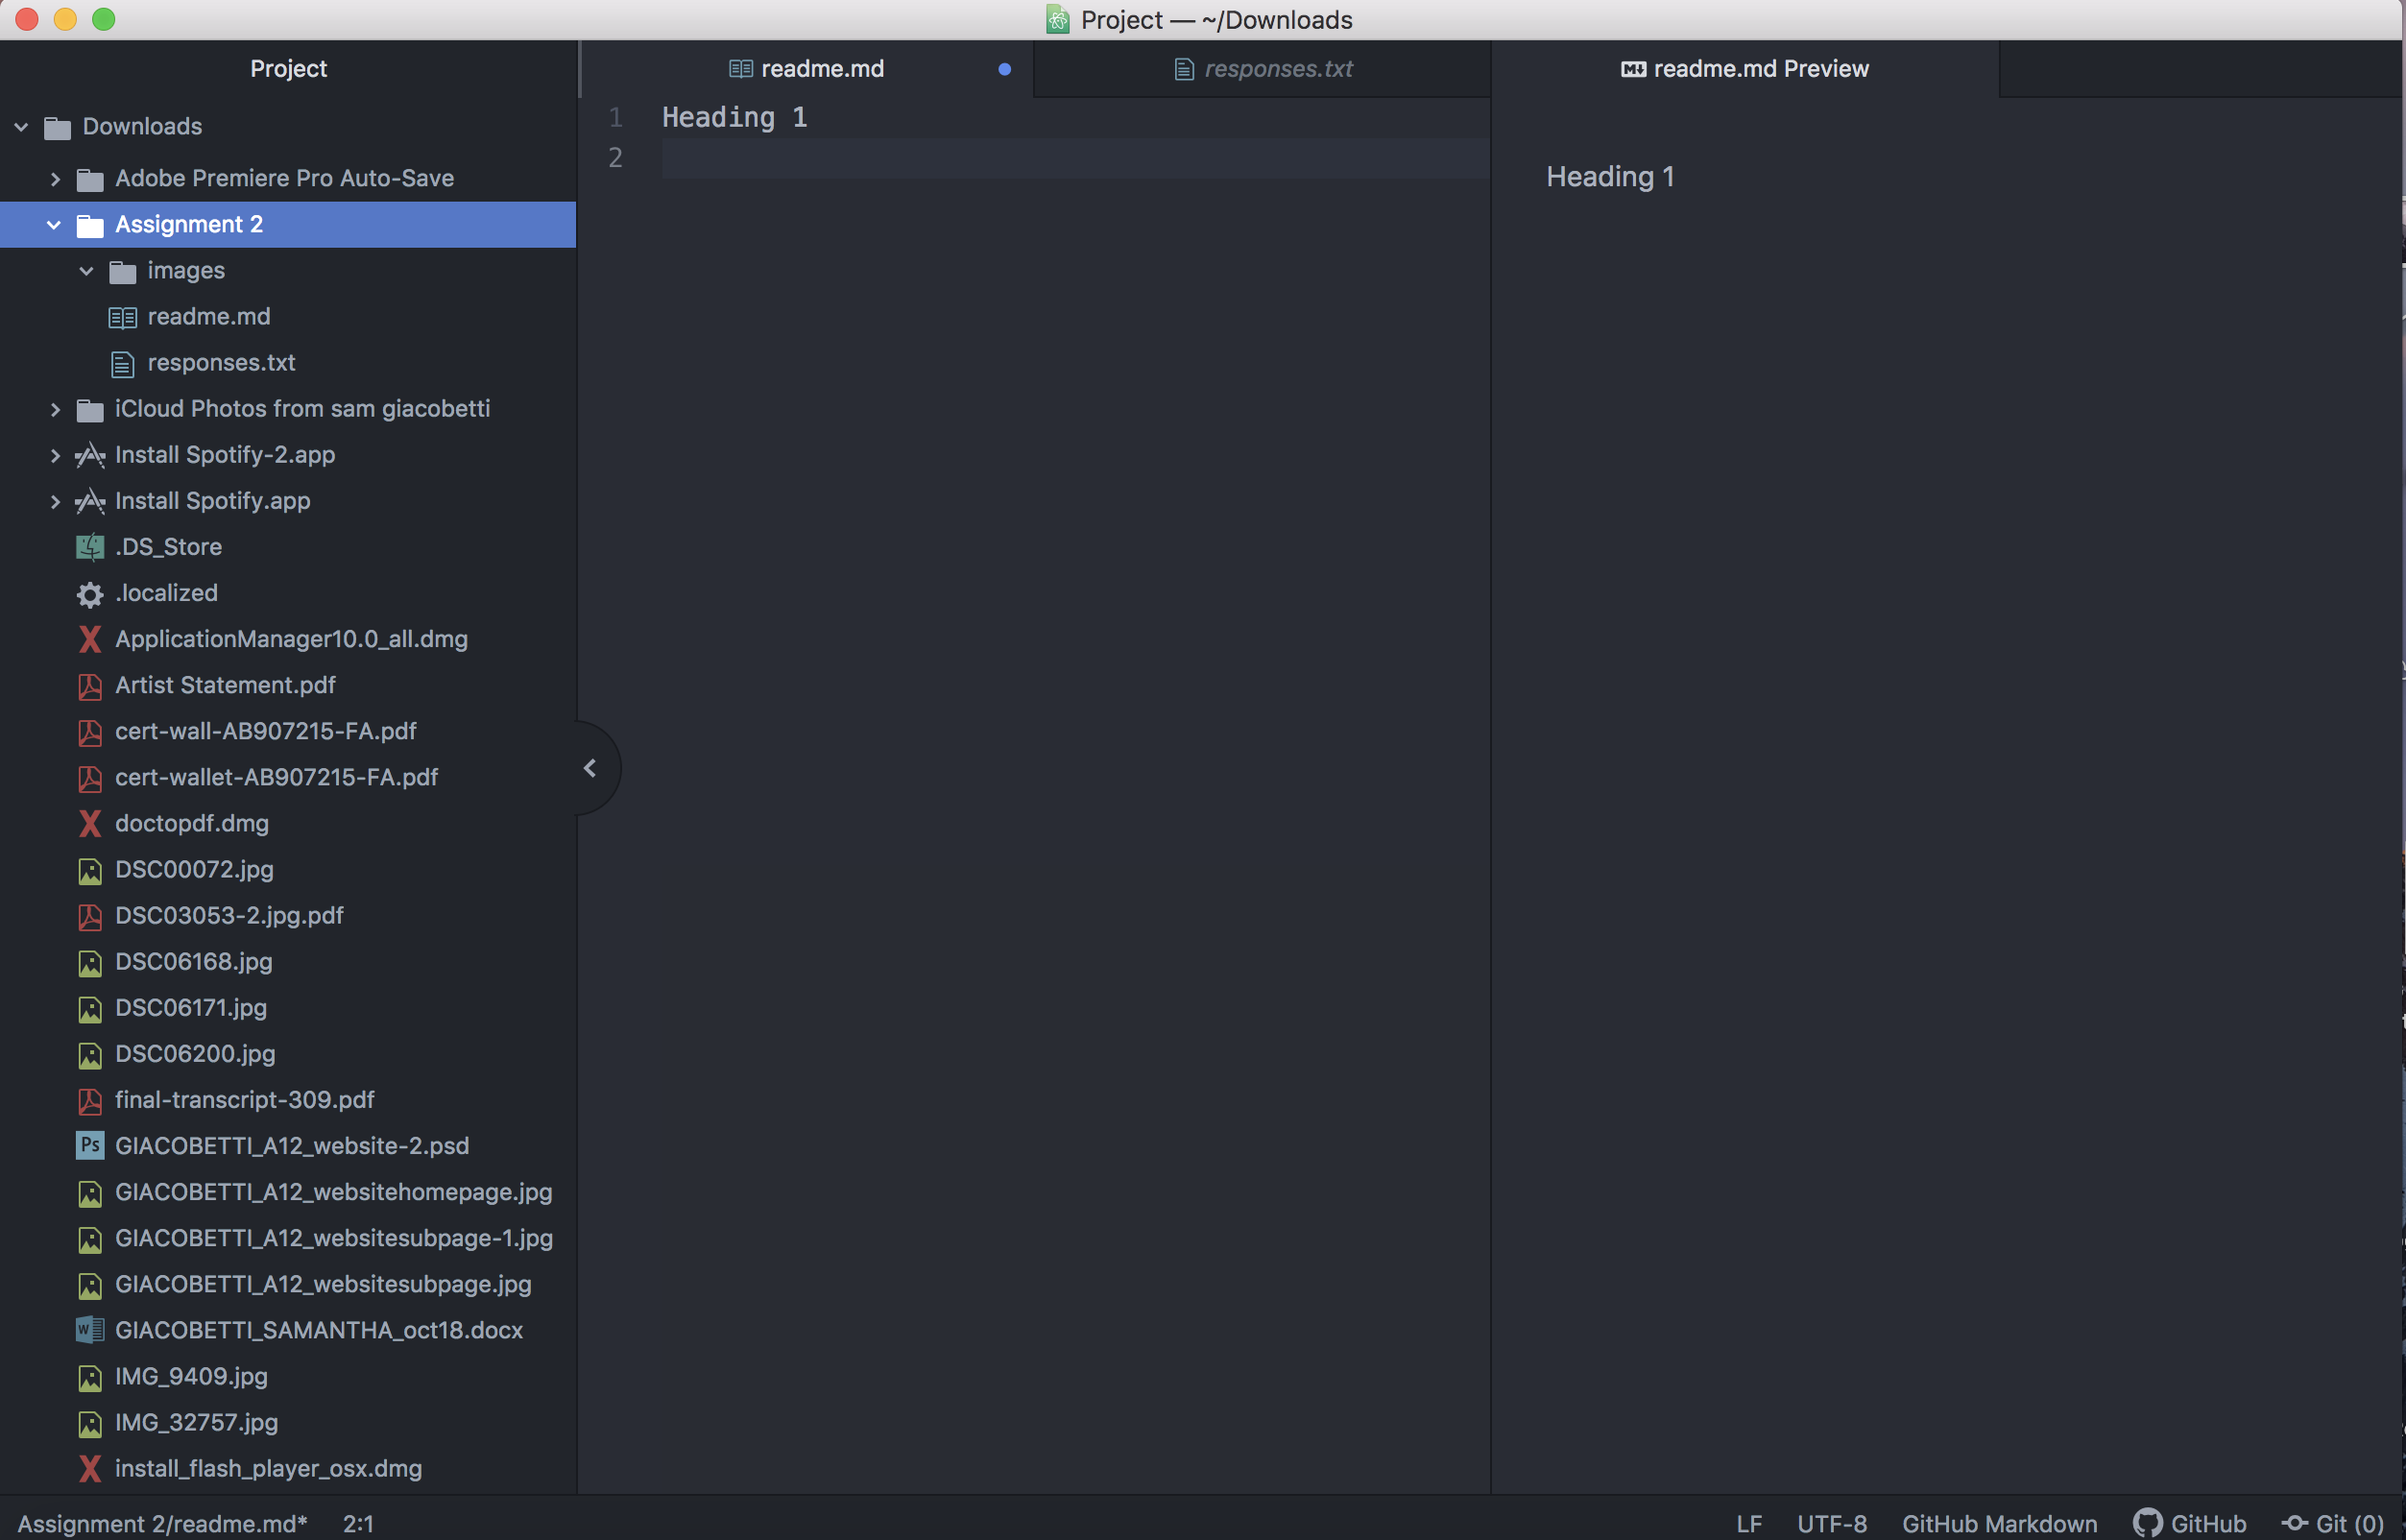 Project — ~/Downloads
Project
readme.md
responses.txt
readme.md Preview
Downloads
Adobe Premiere Pro Auto-Save
Assignment 2
images
readme.md
responses.txt
iCloud Photos from sam giacobetti
Install Spotify-2.app
Install Spotify.app
.DS_Store
.localized
ApplicationManager10.0_all.dmg
Artist Statement.pdf
cert-wall-AB907215-FA.pdf
cert-wallet-AB907215-FA.pdf
doctopdf.dmg
DSC00072.jpg
DSC03053-2.jpg.pdf
DSC06168.jpg
DSC06171.jpg
DSC06200.jpg
final-transcript-309.pdf
Ps GIACOBETTI_A12_website-2.psd
GIACOBETTI_A12_websitehomepage.jpg
GIACOBETTI_A12_websitesubpage-1.jpg
GIACOBETTI_A12_websitesubpage.jpg
W GIACOBETTI_SAMANTHA_oct18.docx
IMG_9409.jpg
IMG_32757.jpg
install_flash_player_osx.dmg
1 Heading 1
2
Heading 1
Assignment 2/readme.md* 2:1
LF UTF-8 GitHub Markdown GitHub Git (0)